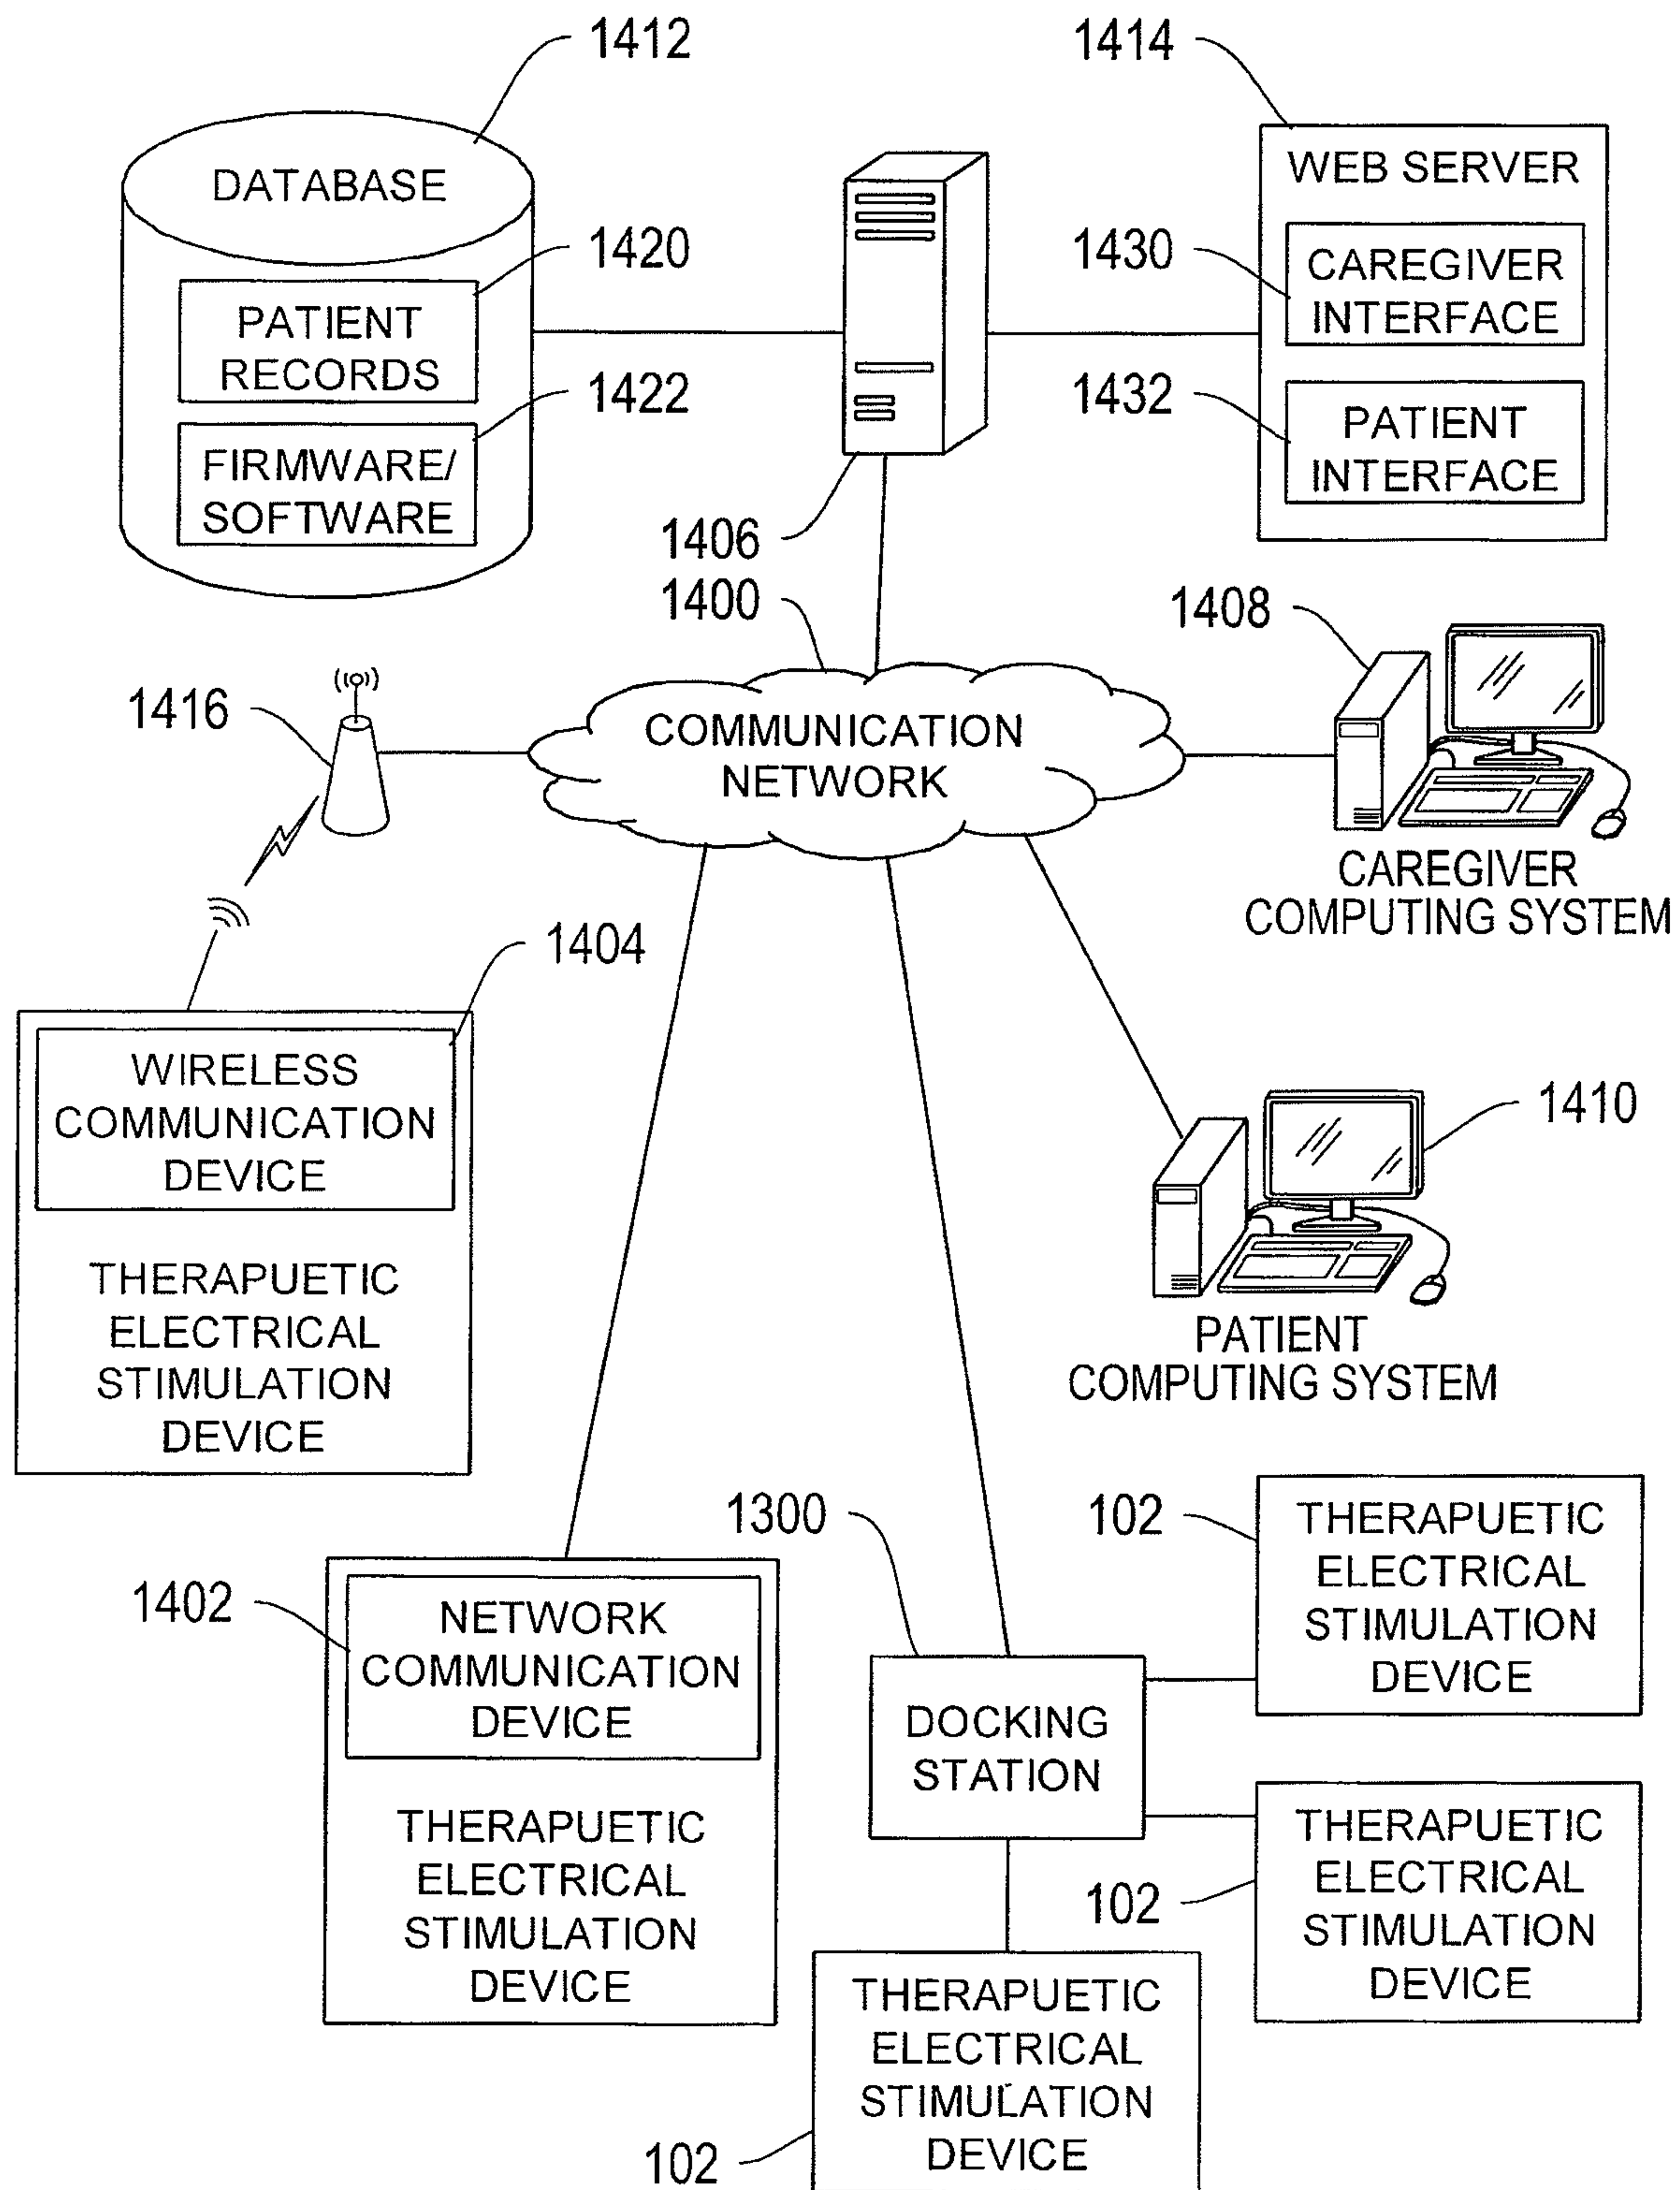 1412
1414
DATABASE
WEB SERVER
1420
1430
CAREGIVER
INTERFACE
PATIENT
RECORDS
1422
1432
PATIENT
INTERFACE
FIRMWARE/
SOFTWARE
1406
1400
1408
1416
COMMUNICATION
NETWORK
CAREGIVER
COMPUTING SYSTEM
1404
WIRELESS
COMMUNICATION
DEVICE
THERAPUETIC
ELECTRICAL
STIMULATION
DEVICE
1410
PATIENT
COMPUTING SYSTEM
1300
102
THERAPUETIC
ELECTRICAL
STIMULATION
DEVICE
1402
NETWORK
COMMUNICATION
DEVICE
THERAPUETIC
ELECTRICAL
STIMULATION
DEVICE
DOCKING
STATION
102
THERAPUETIC
ELECTRICAL
STIMULATION
DEVICE
102
THERAPUETIC
ELECTRICAL
STIMULATION
DEVICE